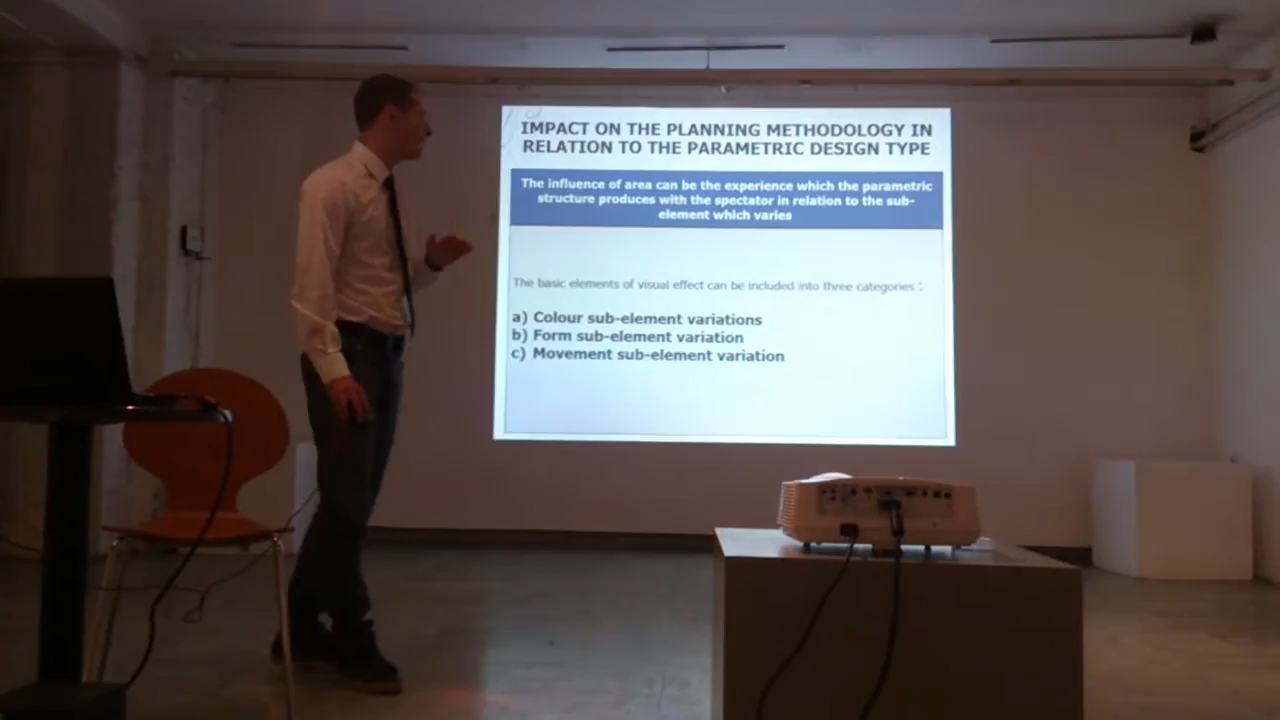 IMPACT ON THE PLANNING METHODOLOGY IN
RELATION TO THE PARAMETRIC DESIGN TYPE
The influence of area can be the experience which the parametric
structure produces with the spectator in relation to the sub-
element which varies
The basic elements of visual effect can be included into three categories :
a) Colour sub-element variations
b) Form sub-element variation
c) Movement sub-element variation